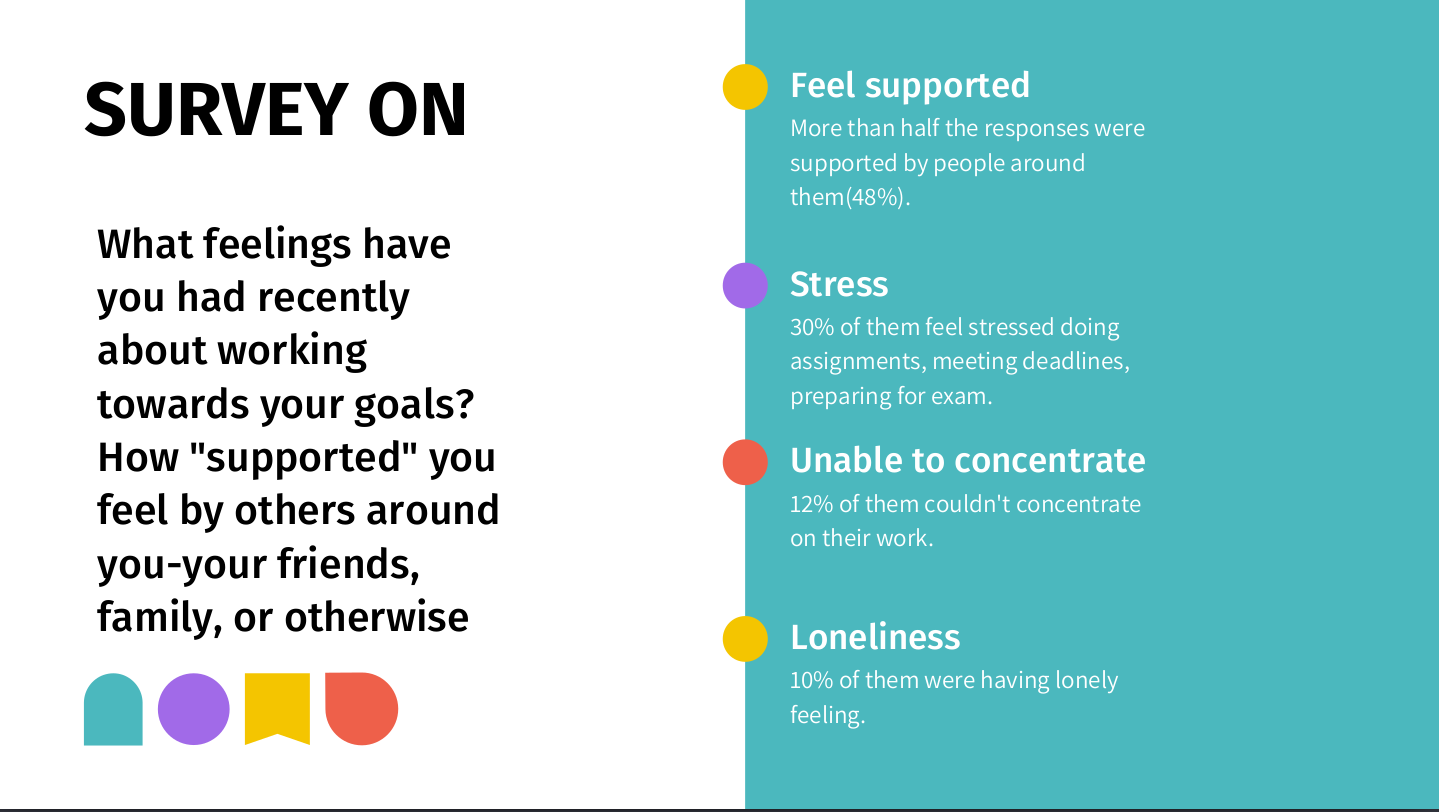 SURVEY ON
What feelings have
you had recently
about working
towards your goals?
How "supported" you
feel by others around
you-your friends,
family, or otherwise
Feel supported
More than half the responses were
supported by people around
them(48%).
Stress
30% of them feel stressed doing
assignments, meeting deadlines,
preparing for exam.
Unable to concentrate
12% of them couldn't concentrate
on their work.
Loneliness
10% of them were having lonely
feeling.